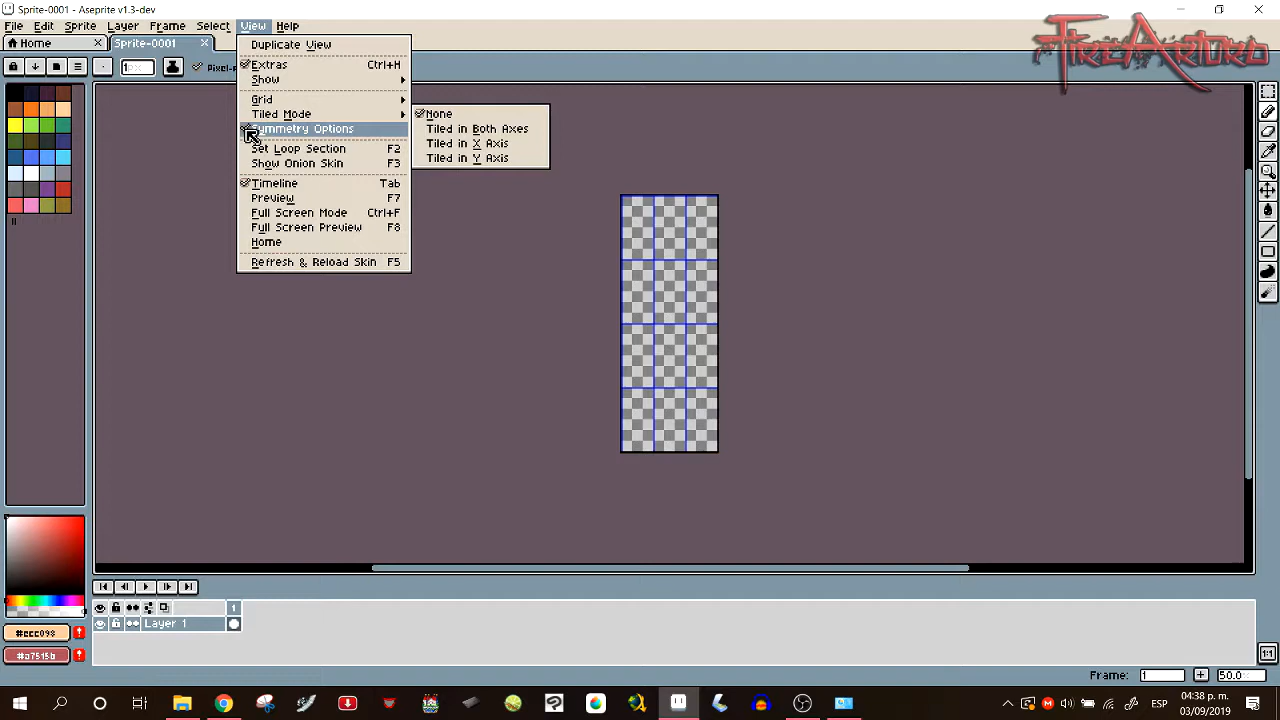 Sprite-0001 - Aseprite v1.3-dev
File Edit Sprite Layer Frame Select View Help
Home Sprite-0001
1px Pixel-p
FireArturo
Duplicate View
Extras Ctrl+H
Show
Grid
Tiled Mode
Symmetry Options
Set Loop Section F2
Show Onion Skin F3
Timeline Tab
Preview F7
Full Screen Mode Ctrl+F
Full Screen Preview F8
Home
Refresh & Reload Skin F5
None
Tiled in Both Axes
Tiled in X Axis
Tiled in Y Axis
1
Layer 1
#ecc098
#a7515b
1:1
Frame: 1 50.0
ESP
04:38 p. m.
03/09/2019